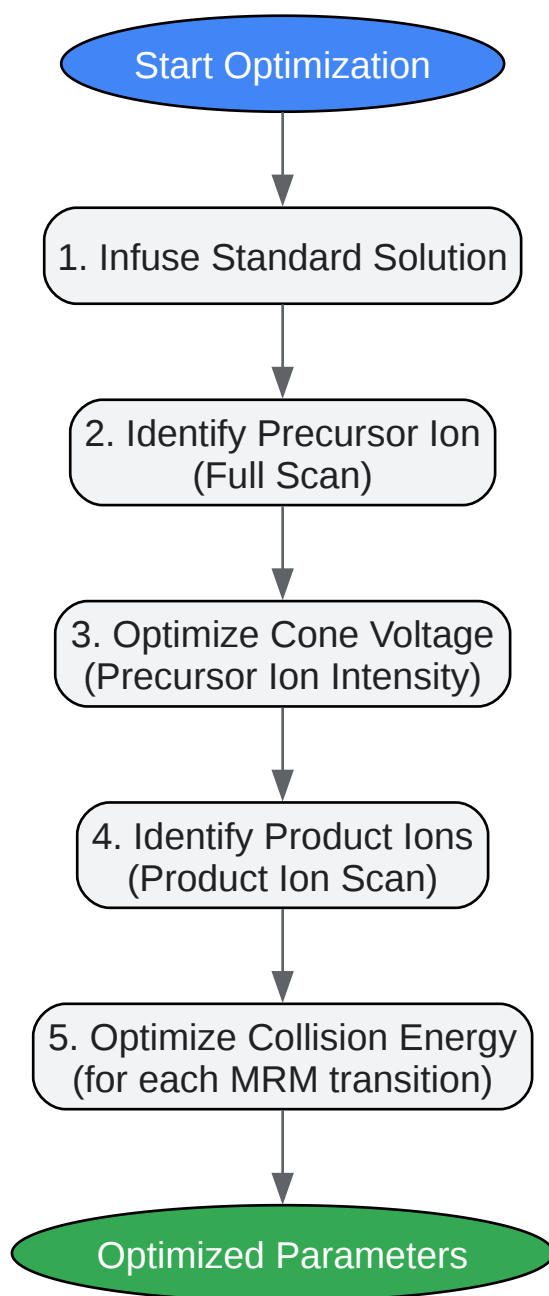 Start Optimization
1. Infuse Standard Solution
2. Identify Precursor Ion
(Full Scan)
3. Optimize Cone Voltage
(Precursor Ion Intensity)
4. Identify Product Ions
(Product Ion Scan)
5. Optimize Collision Energy
(for each MRM transition)
Optimized Parameters